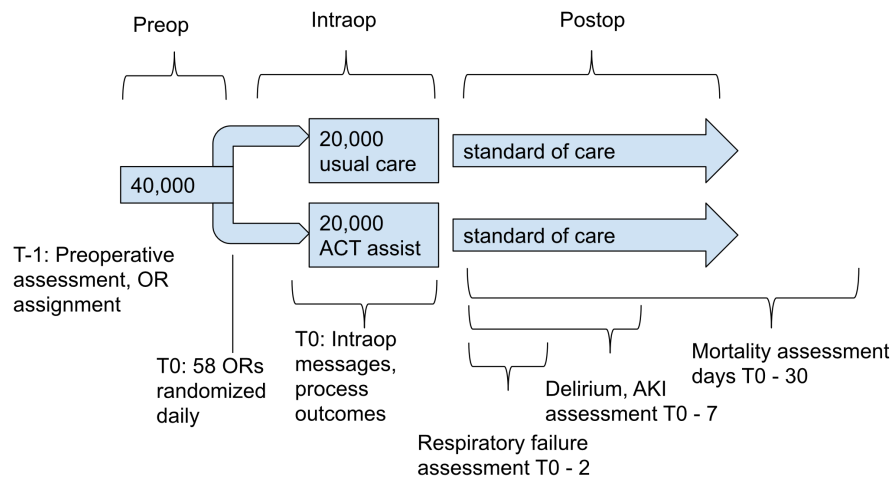 Preop
Intraop
Postop
40,000
20,000
usual care
standard of care
20,000
ACT assist
standard of care
T-1: Preoperative
assessment, OR
assignment
T0: 58 ORs
randomized
daily
T0: Intraop
messages,
process
outcomes
Respiratory failure
assessment T0 - 2
Delirium, AKI
assessment T0 - 7
Mortality assessment
days T0 - 30